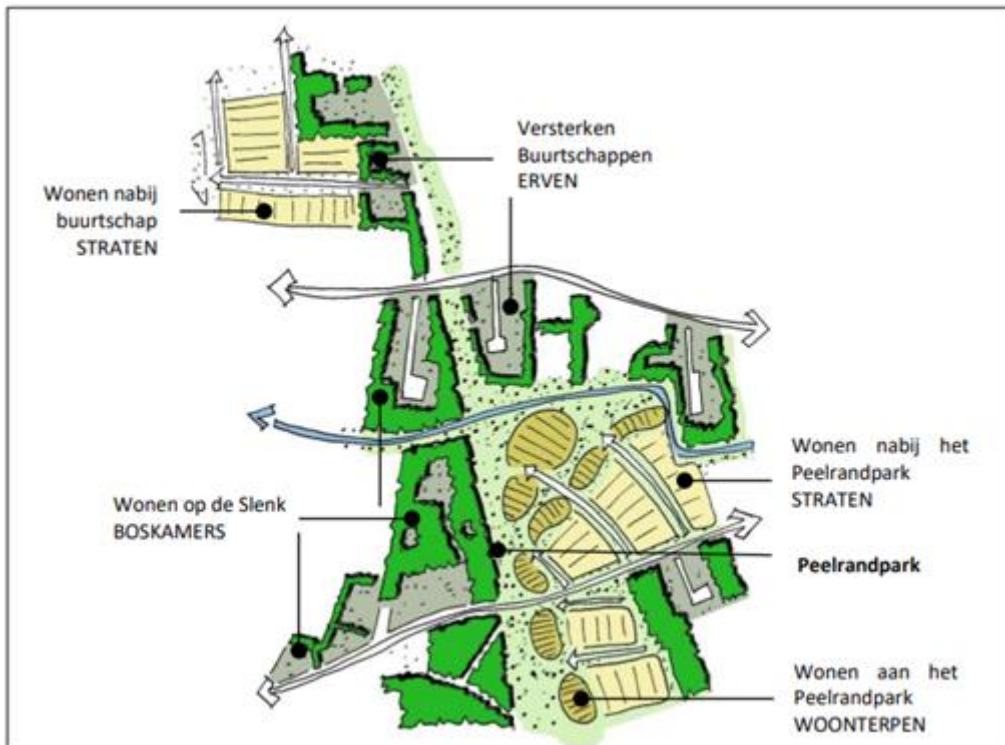 Versterken
Buurtschappen
ERVEN
Wonen nabij
buurtschap
STRATEN
Wonen nabij het
Peelrandpark
STRATEN
Wonen op de Slenk
BOSKAMERS
Peelrandpark
Wonen aan het
Peelrandpark
WOONTERPEN